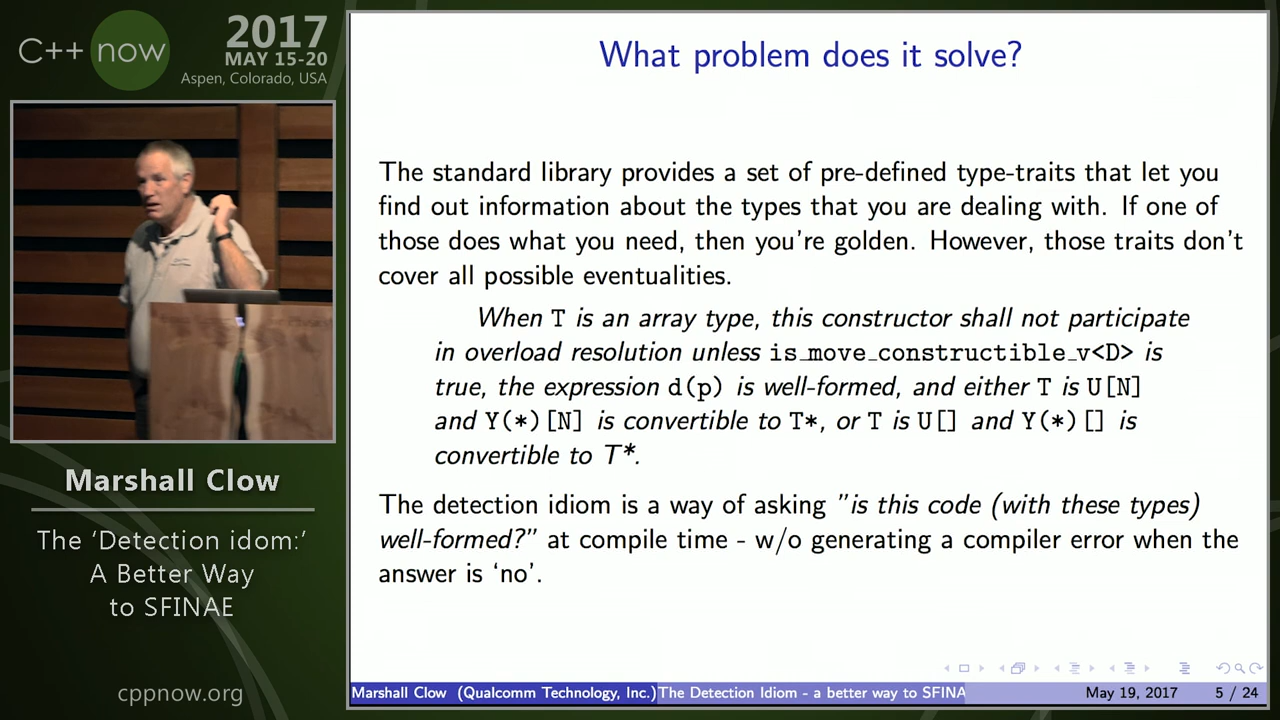 C++ now
2017
MAY 15-20
Aspen, Colorado, USA
Marshall Clow
The ‘Detection idom:’
A Better Way
to SFINAE
cppnow.org
What problem does it solve?
The standard library provides a set of pre-defined type-traits that let you
find out information about the types that you are dealing with. If one of
those does what you need, then you're golden. However, those traits don't
cover all possible eventualities.
When T is an array type, this constructor shall not participate
in overload resolution unless is_move_constructible_v<D> is
true, the expression d(p) is well-formed, and either T is U[N]
and Y(*)[N] is convertible to T*, or T is U[] and Y(*)[] is
convertible to T*.
The detection idiom is a way of asking ”is this code (with these types)
well-formed?” at compile time - w/o generating a compiler error when the
answer is ‘no’.
Marshall Clow (Qualcomm Technology, Inc.) The Detection Idiom - a better way to SFINA May 19, 2017 5 / 24